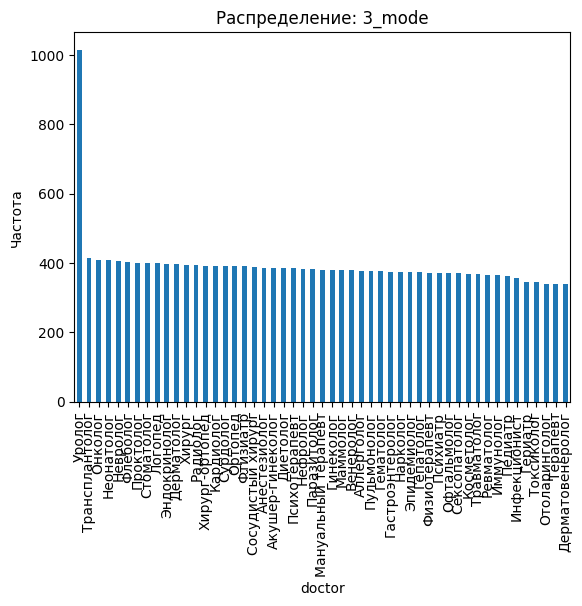 Распределение: 3_mode
Частота
1000
800
600
400
200
0
Уролог
Трансплантолог
Онколог
Неонатолог
Невролог
Флеболог
Проктолог
Стоматолог
Логопед
Эндокринолог
Дерматолог
Хирург
Радиолог
Хирург-ортопед
Кардиолог
Сурдолог
Ортопед
Фтизиатр
Сосудистый хирург
Анестезиолог
Акушер-гинеколог
Диетолог
Психотерапевт
Нефролог
Паразитолог
Мануальный терапевт
Гинеколог
Маммолог
Венеролог
Аллерголог
Пульмонолог
Гематолог
Гастроэнтеролог
Нарколог
Эпидемиолог
Гепатолог
Физиотерапевт
Психиатр
Офтальмолог
Сексопатолог
Косметолог
Травматолог
Ревматолог
Иммунолог
Педиатр
Инфекционист
Гериатр
Токсиколог
Отоларинголог
Терапевт
Дерматовенеролог
doctor